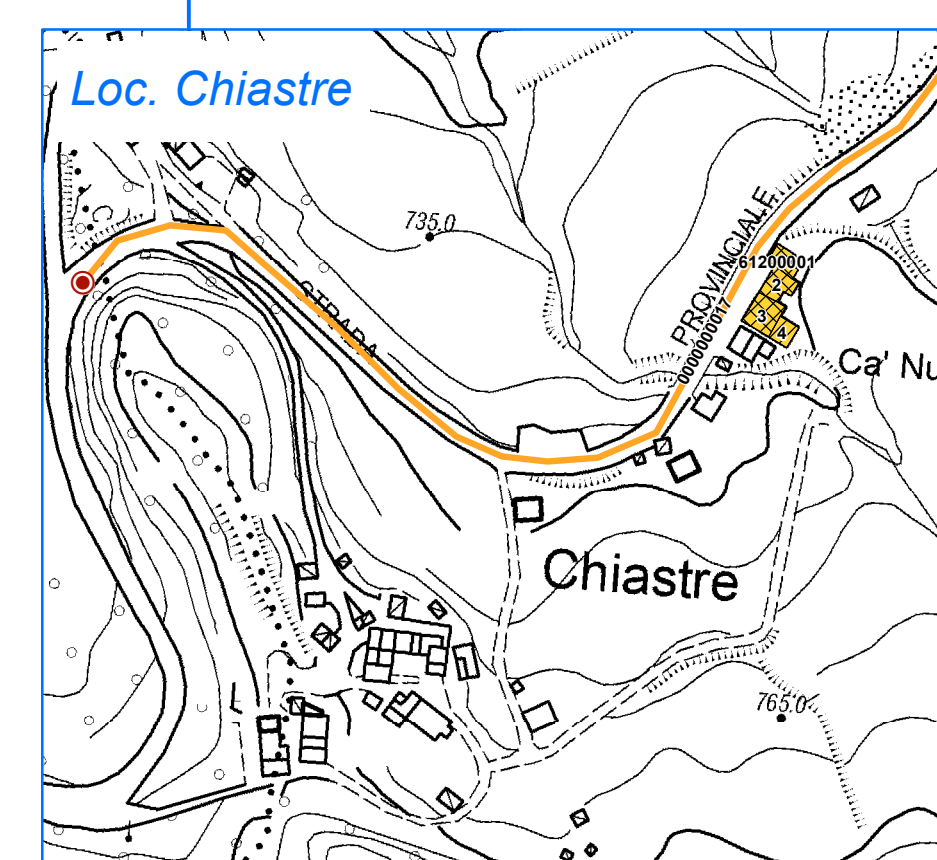 Loc. Chiastre
735.0
STRADA
PROVINCIALE
61200001
2
3
4
0000000017
Ca' Nu
Chiastre
765.0